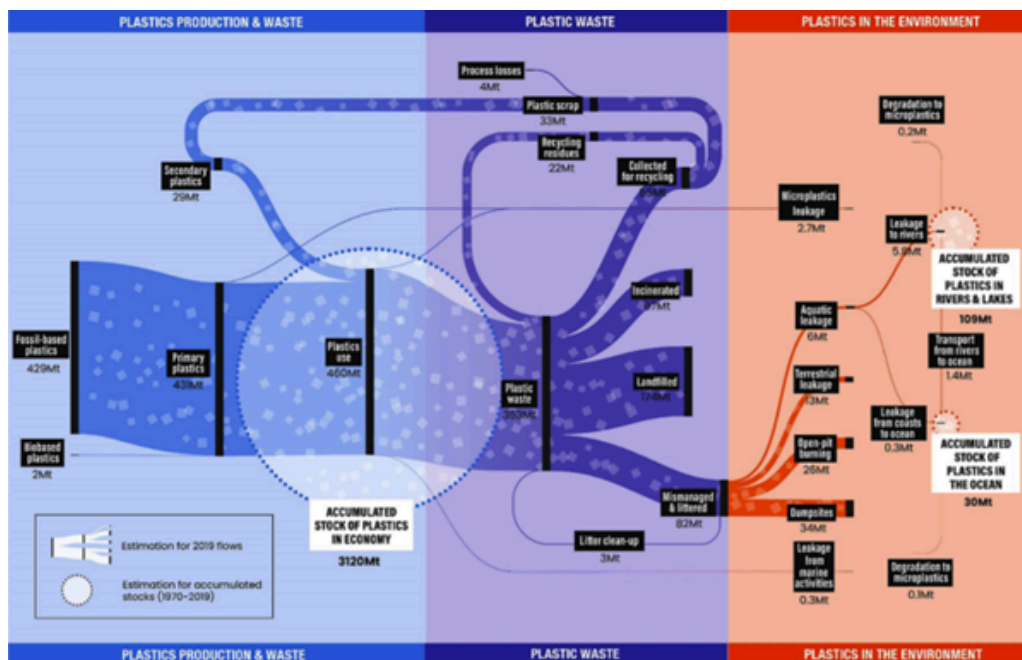 PLASTICS PRODUCTION & WASTE
PLASTIC WASTE
PLASTICS IN THE ENVIRONMENT
Process losses
4Mt
Plastic scrap
33Mt
Recycling
residues
22Mt
Collected
for recycling
Secondary
plastics
29Mt
Degradation to
microplastics
0.2Mt
Microplastics
leakage
2.7Mt
Leakage
to rivers
5.8Mt
ACCUMULATED
STOCK OF
PLASTICS IN
RIVERS & LAKES
109Mt
Fossil-based
plastics
429Mt
Primary
plastics
431Mt
Plastics
use
460Mt
Plastic
waste
353Mt
Incinerated
67Mt
Landfilled
174Mt
Aquatic
leakage
6Mt
Transport
from rivers
to ocean
1.4Mt
Terrestrial
leakage
13Mt
Leakage
from coasts
to ocean
0.3Mt
Open-pit
burning
26Mt
ACCUMULATED
STOCK OF
PLASTICS IN
THE OCEAN
30Mt
Biobased
plastics
2Mt
Mismanaged
& littered
82Mt
Dumpsites
34Mt
ACCUMULATED
STOCK OF PLASTICS
IN ECONOMY
3120Mt
Litter clean-up
3Mt
Leakage
from
marine
activities
0.3Mt
Degradation to
microplastics
0.1Mt
Estimation for 2019 flows
Estimation for accumulated
stocks (1970-2019)
PLASTICS PRODUCTION & WASTE
PLASTIC WASTE
PLASTICS IN THE ENVIRONMENT